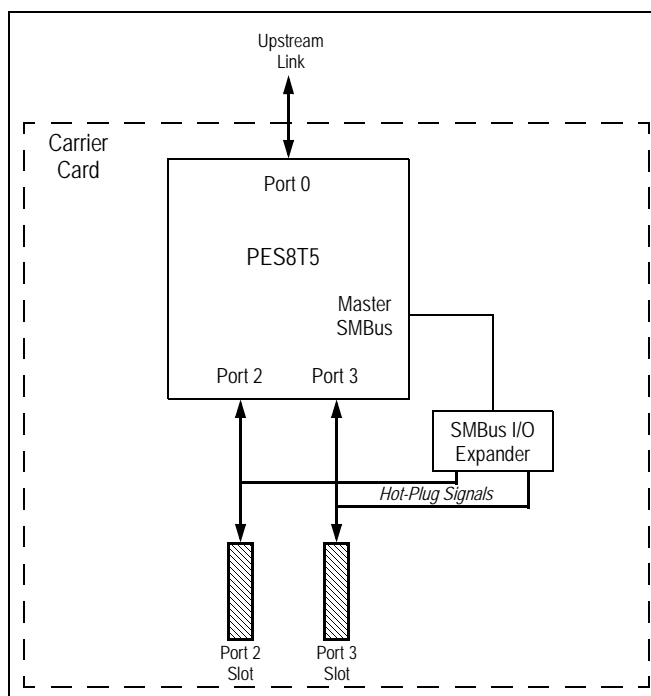 Upstream
Link
Carrier
Card
Port 0
PES8T5
Master
SMBus
Port 2
Port 3
SMBus I/O
Expander
Hot-Plug Signals
Port 2
Slot
Port 3
Slot